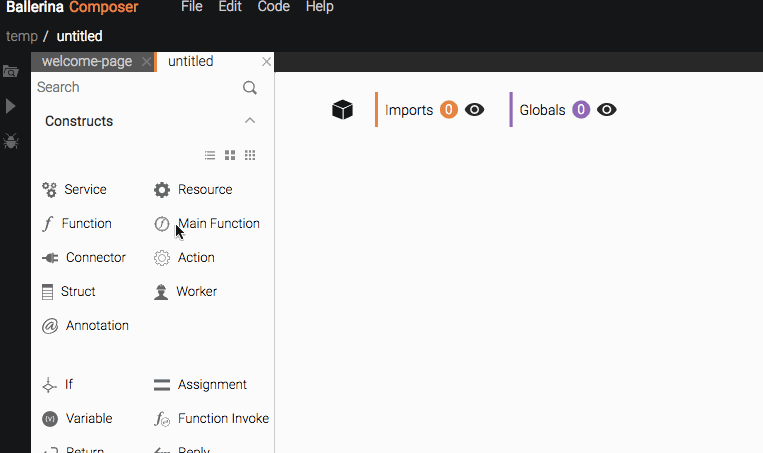 Ballerina Composer File Edit Code Help
temp / untitled
welcome-page untitled
Search
Constructs
Imports 0 Globals 0
Service Resource
Function Main Function
Connector Action
Struct Worker
Annotation
If Assignment
Variable Function Invoke
Return Reply